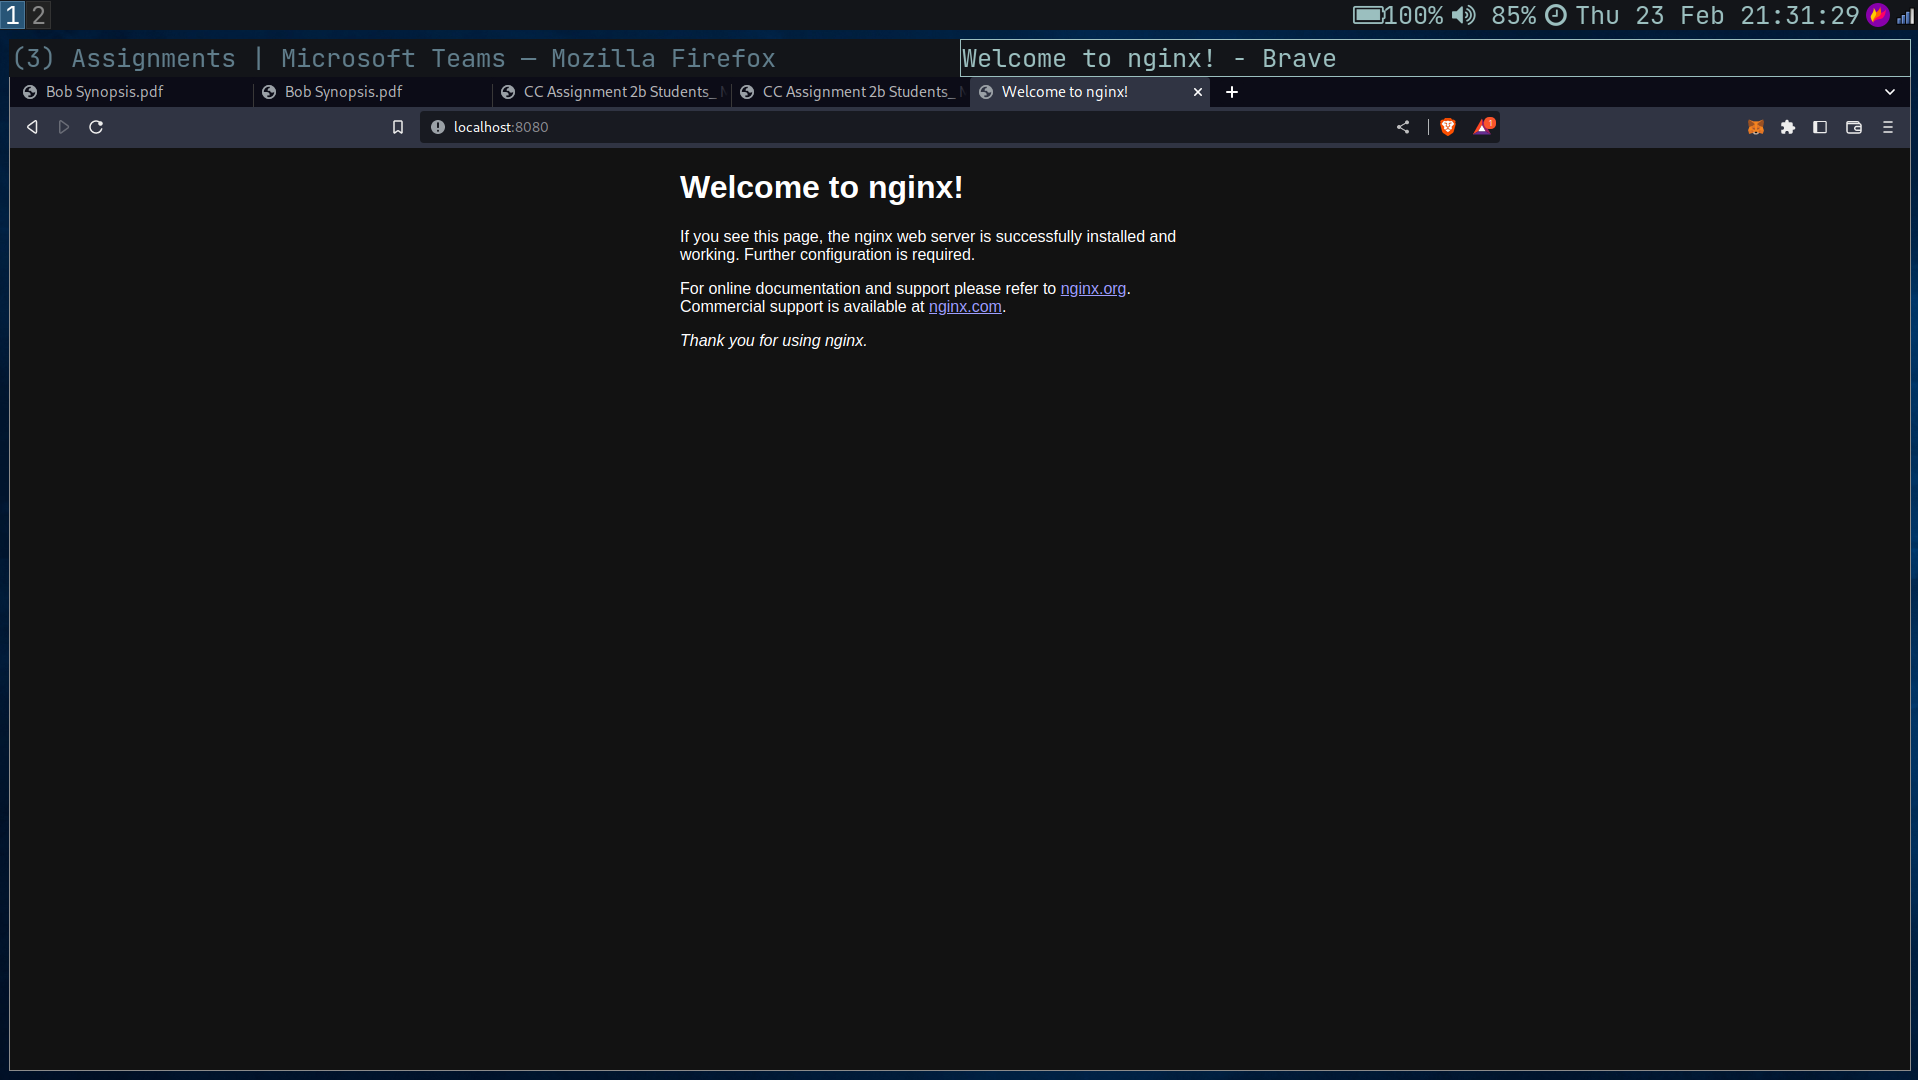 1 2 100% 85% Thu 23 Feb 21:31:29
(3) Assignments | Microsoft Teams — Mozilla Firefox Welcome to nginx! - Brave
Bob Synopsis.pdf Bob Synopsis.pdf CC Assignment 2b Students_ CC Assignment 2b Students_ Welcome to nginx!
localhost:8080 1
Welcome to nginx!
If you see this page, the nginx web server is successfully installed and
working. Further configuration is required.
For online documentation and support please refer to nginx.org.
Commercial support is available at nginx.com.
Thank you for using nginx.